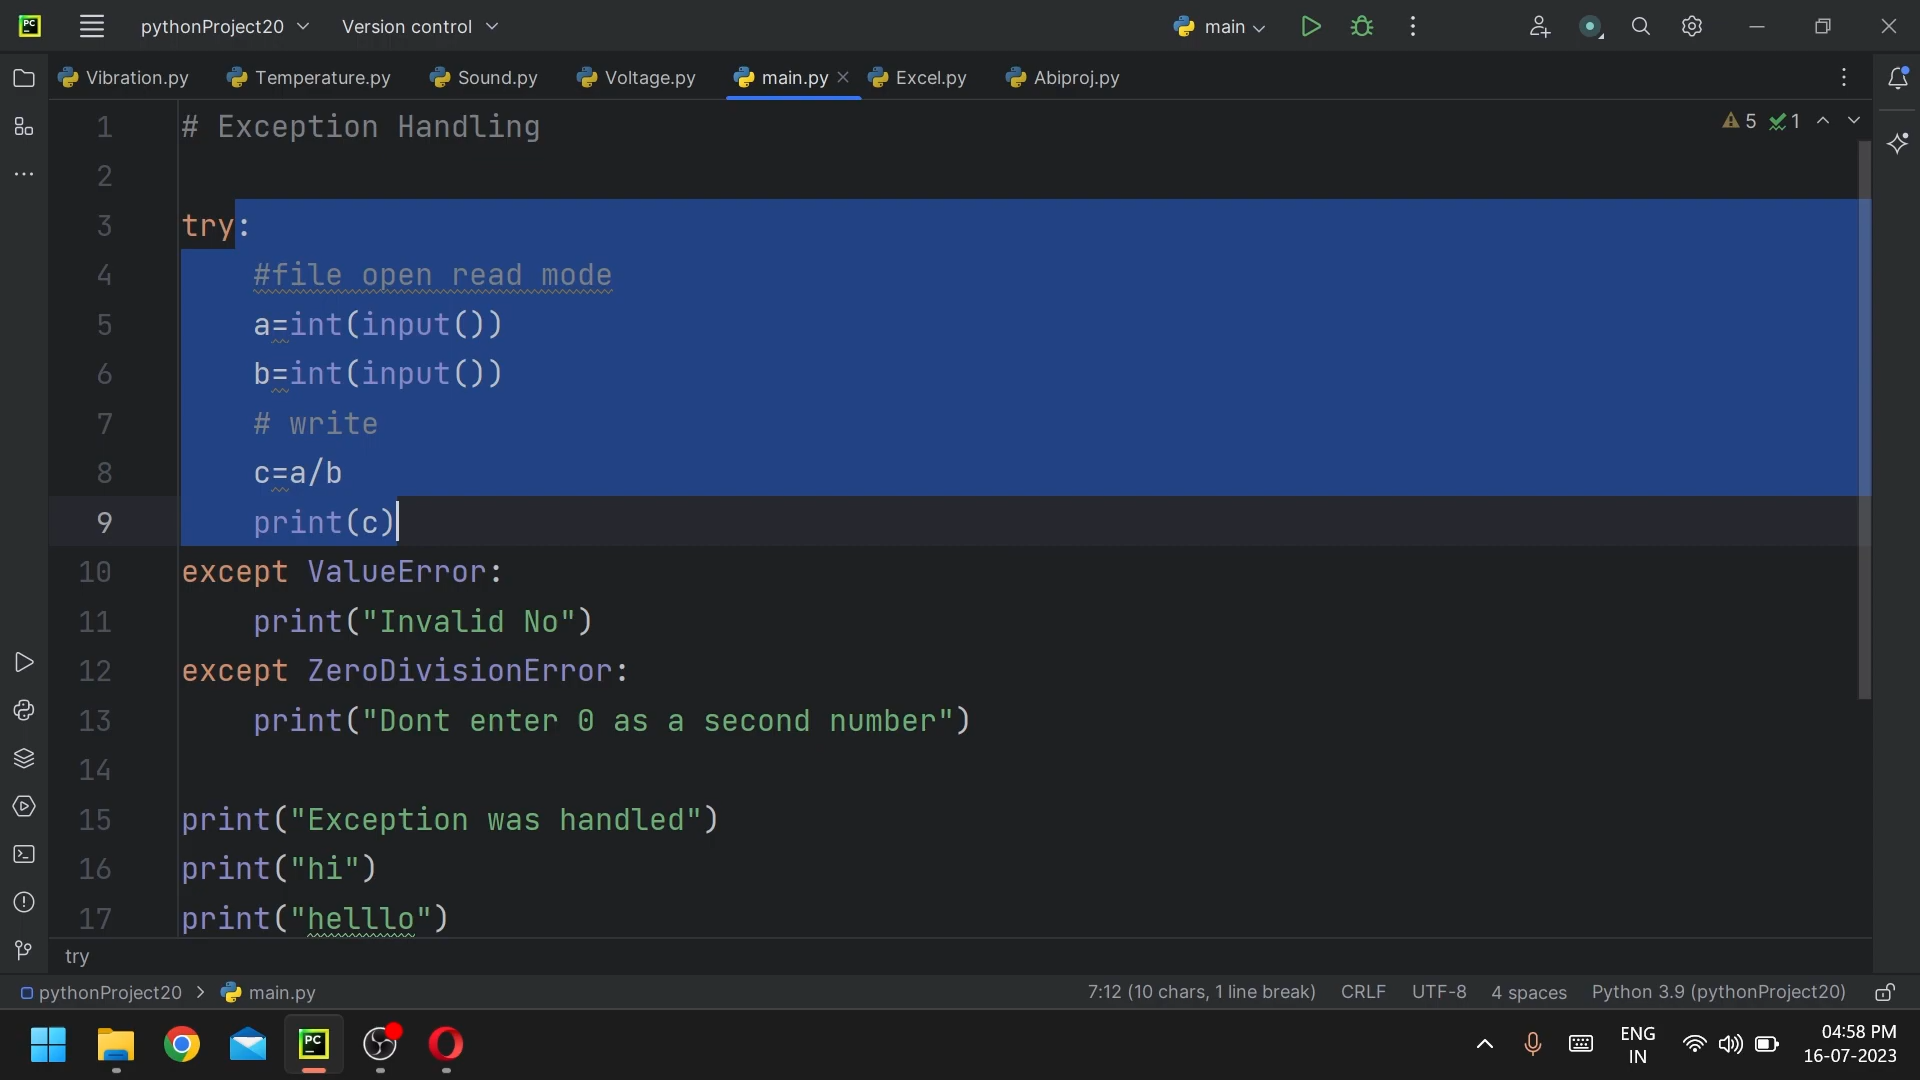 PC
pythonProject20
Version control
main
Vibration.py
Temperature.py
Sound.py
Voltage.py
main.py
Excel.py
Abiproj.py
5
1
1 # Exception Handling
2
3 try:
4 #file open read mode
5 a=int(input())
6 b=int(input())
7 # write
8 c=a/b
9 print(c)
10 except ValueError:
11 print("Invalid No")
12 except ZeroDivisionError:
13 print("Dont enter 0 as a second number")
14
15 print("Exception was handled")
16 print("hi")
17 print("helllo")
try
pythonProject20 > main.py
7:12 (10 chars, 1 line break)
CRLF
UTF-8
4 spaces
Python 3.9 (pythonProject20)
PC
ENG
IN
04:58 PM
16-07-2023